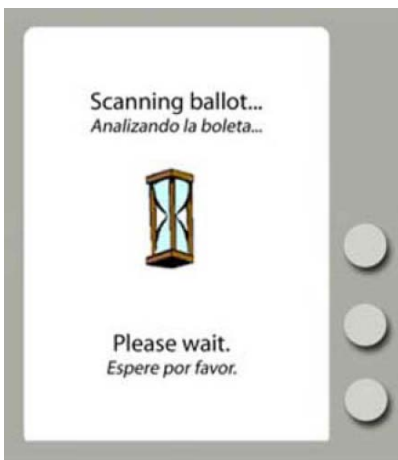 Scanning ballot...
Analizando la boleta...
Please wait.
Espere por favor.